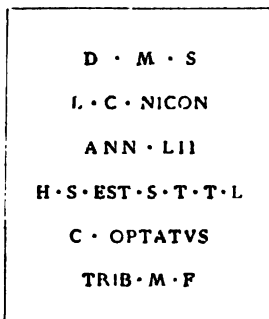 D · M · S
L · C · NICON
ANN · LII
H · S · EST · S · T · T · L
C · OPTATVS
TRIB · M · F